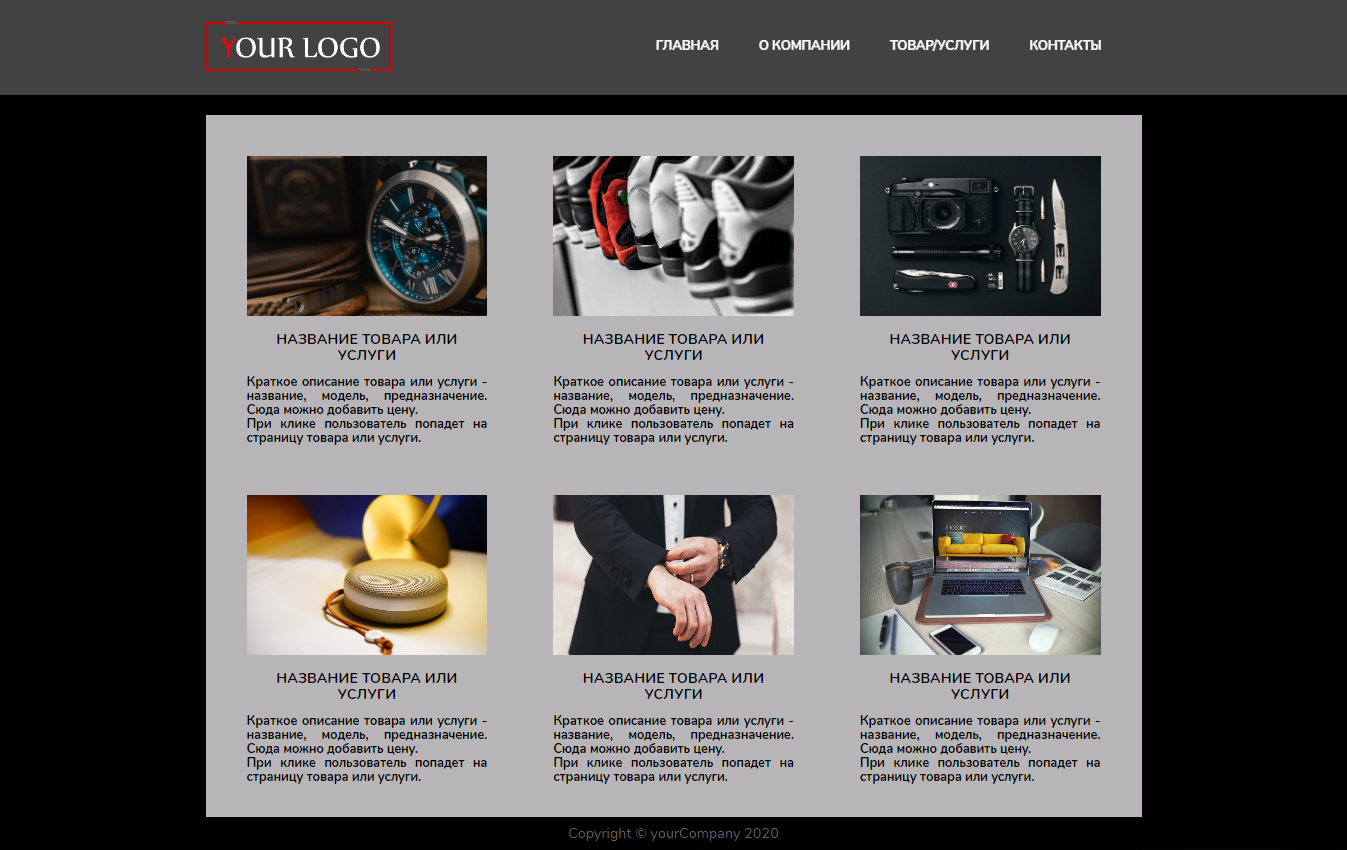 YOUR LOGO
ГЛАВНАЯ О КОМПАНИИ ТОВАР/УСЛУГИ КОНТАКТЫ
НАЗВАНИЕ ТОВАРА ИЛИ
УСЛУГИ
Краткое описание товара или услуги -
название, модель, предназначение.
Сюда можно добавить цену.
При клике пользователь попадет на
страницу товара или услуги.
НАЗВАНИЕ ТОВАРА ИЛИ
УСЛУГИ
Краткое описание товара или услуги -
название, модель, предназначение.
Сюда можно добавить цену.
При клике пользователь попадет на
страницу товара или услуги.
НАЗВАНИЕ ТОВАРА ИЛИ
УСЛУГИ
Краткое описание товара или услуги -
название, модель, предназначение.
Сюда можно добавить цену.
При клике пользователь попадет на
страницу товара или услуги.
НАЗВАНИЕ ТОВАРА ИЛИ
УСЛУГИ
Краткое описание товара или услуги -
название, модель, предназначение.
Сюда можно добавить цену.
При клике пользователь попадет на
страницу товара или услуги.
НАЗВАНИЕ ТОВАРА ИЛИ
УСЛУГИ
Краткое описание товара или услуги -
название, модель, предназначение.
Сюда можно добавить цену.
При клике пользователь попадет на
страницу товара или услуги.
НАЗВАНИЕ ТОВАРА ИЛИ
УСЛУГИ
Краткое описание товара или услуги -
название, модель, предназначение.
Сюда можно добавить цену.
При клике пользователь попадет на
страницу товара или услуги.
Copyright © yourCompany 2020